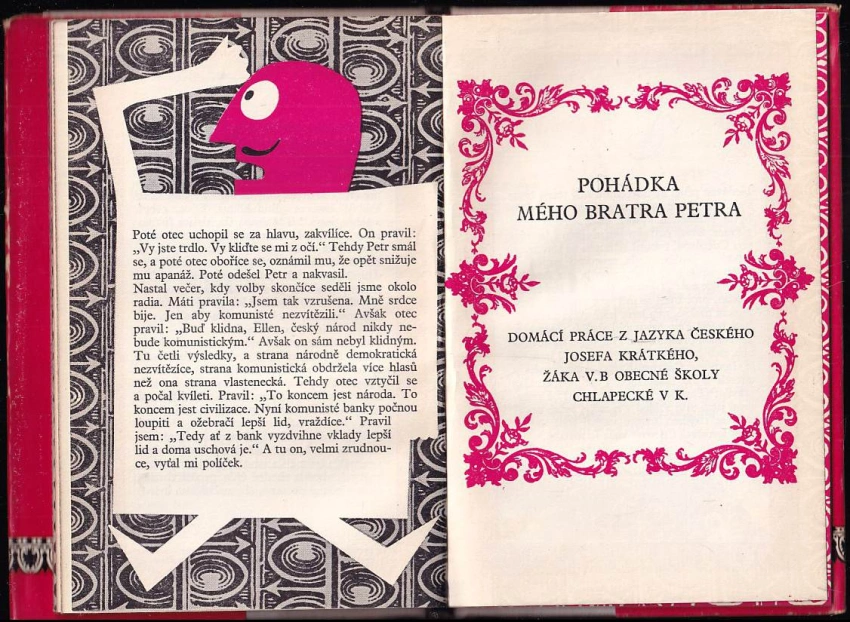 Poté otec uchopil se za hlavu, zakvílíce. On pravil:
„Vy jste trdlo. Vy kliďte se mi z očí.“ Tehdy Petr smál
se, a poté otec obořice se, oznámil mu, že opět snižuje
mu apanáž. Poté odešel Petr a nakvasil.
Nastal večer, kdy volby skončíce seděli jsme okolo
radia. Máti pravila: „Jsem tak vzrušena. Mně srdce
bije. Jen aby komunisté nezvítězili.“ Avšak otec
pravil: „Buď klidna, Ellen, český národ nikdy ne-
bude komunistickým.“ Avšak on sám nebyl klidným.
Tu četli výsledky, a strana národně demokratická
nezvítězíce, strana komunistická obdržela více hlasů
než ona strana vlastenecká. Tehdy otec vztyčil se
a počal kvíleti. Pravil: „To koncem jest národa. To
koncem jest civilizace. Nyní komunisté banky počnou
loupiti a ožebračí lepší lid, vraždíce.“ Pravil
jsem: „Tedy ať z bank vyzdvihne vklady lepší
lid a doma uschová je.“ A tu on, velmi zrudnou-
ce, vyťal mi políček.
POHÁDKA
MÉHO BRATRA PETRA
DOMÁCÍ PRÁCE Z JAZYKA ČESKÉHO
JOSEFA KRÁTKÉHO,
ŽÁKA V.B OBECNÉ ŠKOLY
CHLAPECKÉ V K.